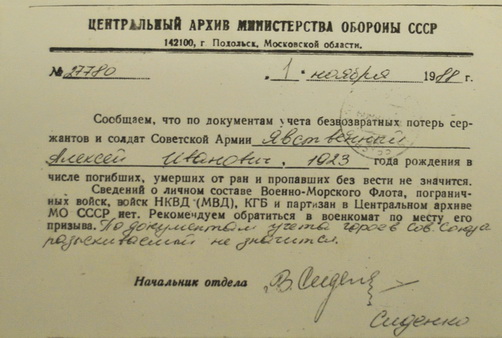 ЦЕНТРАЛЬНЫЙ АРХИВ МИНИСТЕРСТВА ОБОРОНЫ СССР
142100, г. Подольск, Московской области.
№ 27780 „ 1 “ ноября 1988 г.
Сообщаем, что по документам учета безвозвратных потерь сер-
жантов и солдат Советской Армии Явственный
Алексей Иванович, 1923 года рождения в
числе погибших, умерших от ран и пропавших без вести не значится.
Сведений о личном составе Военно-Морского Флота, погранич-
ных войск, войск НКВД (МВД), КГБ и партизан в Центральном архиве
МО СССР нет. Рекомендуем обратиться в военкомат по месту его
призыва. По документам учета героев Сов. Союза
разыскиваемый не значится.
Начальник отдела
Сиденко